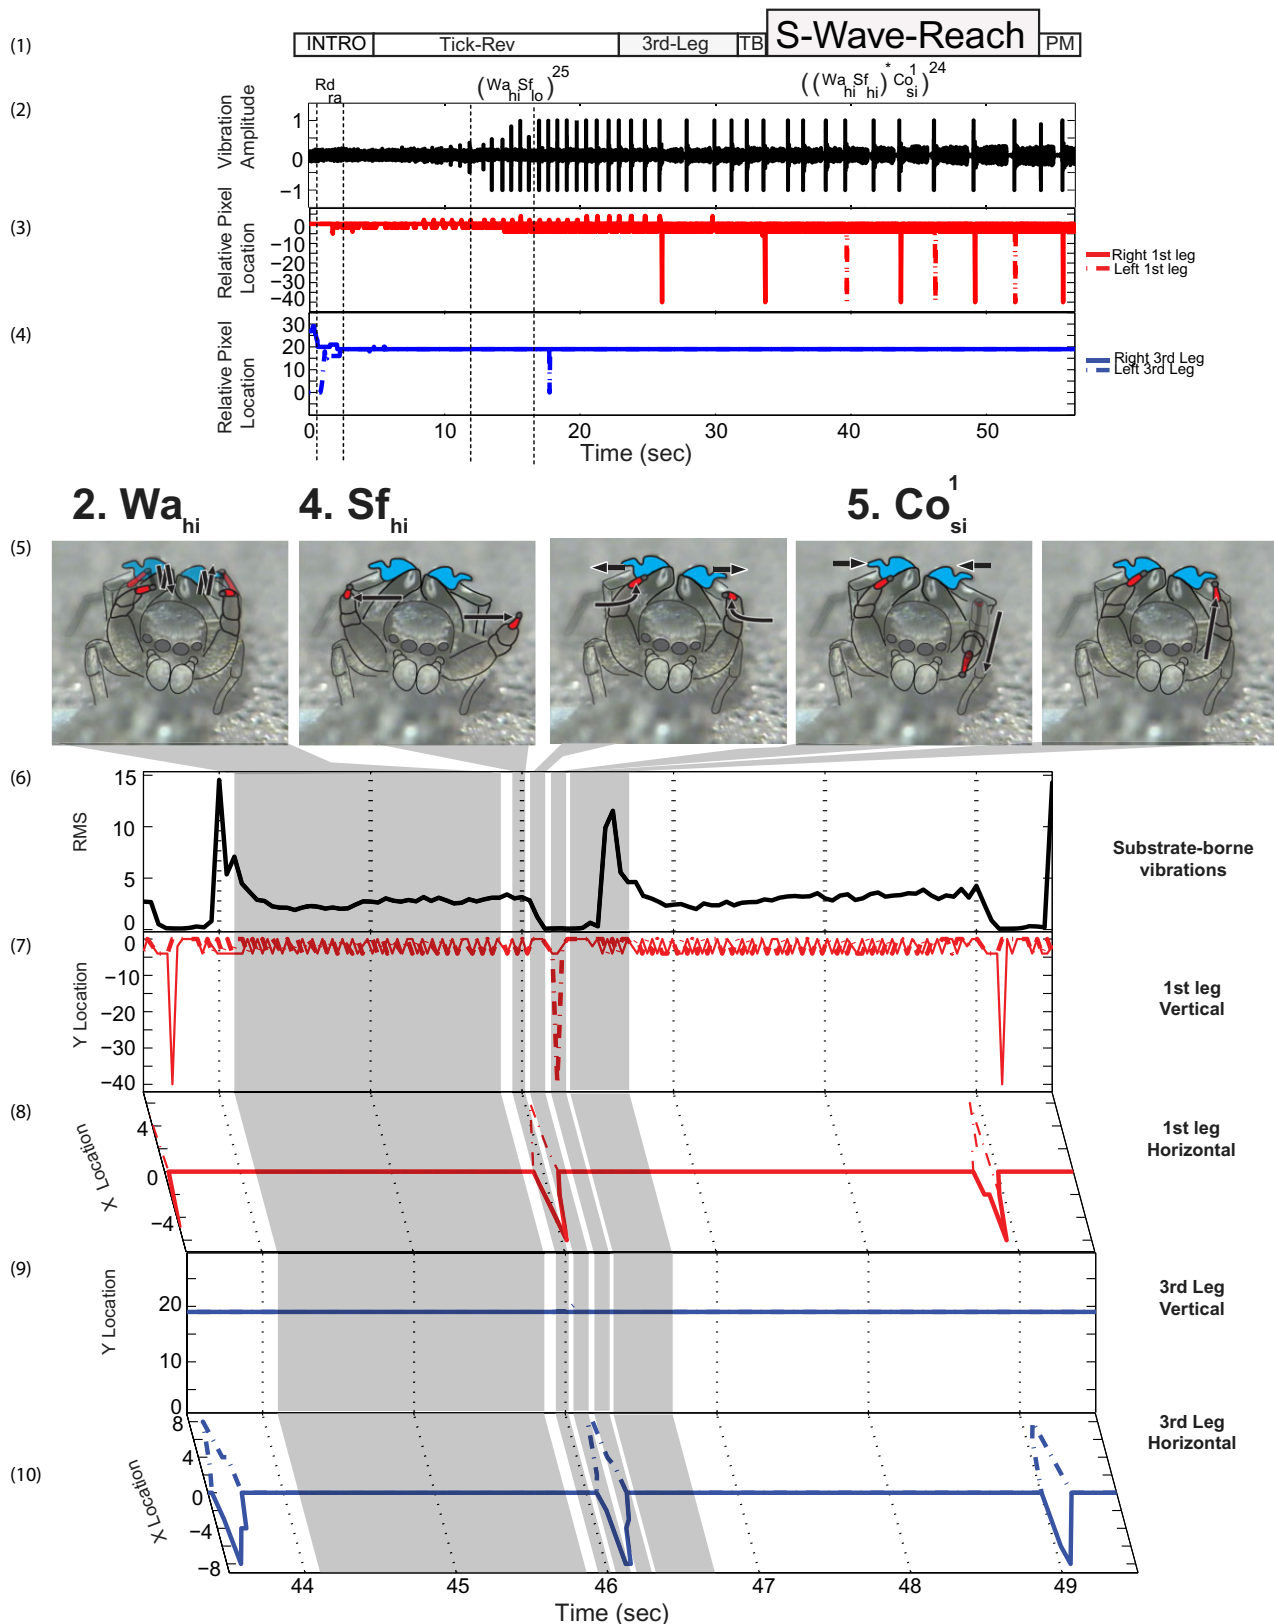 (1)
INTRO Tick-Rev 3rd-Leg TB S-Wave-Reach PM
Rd ra (Wa hi Sf lo) 25 ((Wa hi Sf hi) * Co 1 si) 24
(2)
Vibration
Amplitude
1
0
−1
(3)
Relative Pixel
Location
0
−10
−20
−30
−40
Right 1st leg
Left 1st leg
(4)
Relative Pixel
Location
30
20
10
0
Right 3rd Leg
Left 3rd Leg
0 10 20 30 40 50
Time (sec)
2. Wa hi 4. Sf hi 5. Co 1 si
(5)
(6)
RMS
15
10
5
0
Substrate-borne
vibrations
(7)
Y Location
0
−10
−20
−30
−40
1st leg
Vertical
(8)
X Location
4
0
−4
1st leg
Horizontal
(9)
Y Location
20
10
0
3rd Leg
Vertical
(10)
X Location
8
4
0
−4
−8
3rd Leg
Horizontal
44 45 46 47 48 49
Time (sec)